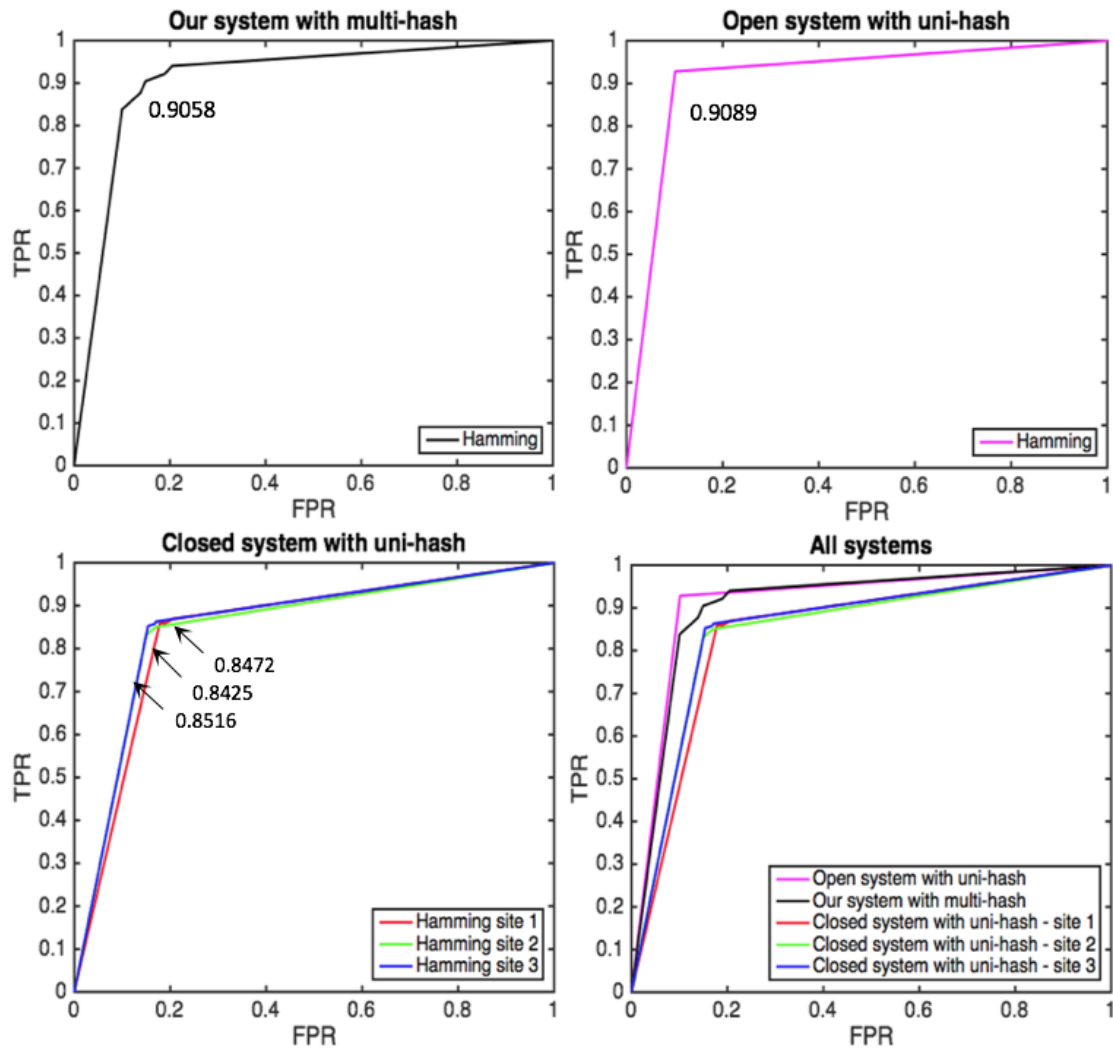 Our system with multi-hash
1
0.9
0.8
0.7
0.6
0.5
0.4
0.3
0.2
0.1
0
TPR
0.9058
Hamming
0 0.2 0.4 0.6 0.8 1
FPR
Open system with uni-hash
1
0.9
0.8
0.7
0.6
0.5
0.4
0.3
0.2
0.1
0
TPR
0.9089
Hamming
0 0.2 0.4 0.6 0.8 1
FPR
Closed system with uni-hash
1
0.9
0.8
0.7
0.6
0.5
0.4
0.3
0.2
0.1
0
TPR
0.8472
0.8425
0.8516
Hamming site 1
Hamming site 2
Hamming site 3
0 0.2 0.4 0.6 0.8 1
FPR
All systems
1
0.9
0.8
0.7
0.6
0.5
0.4
0.3
0.2
0.1
0
TPR
Open system with uni-hash
Our system with multi-hash
Closed system with uni-hash - site 1
Closed system with uni-hash - site 2
Closed system with uni-hash - site 3
0 0.2 0.4 0.6 0.8 1
FPR